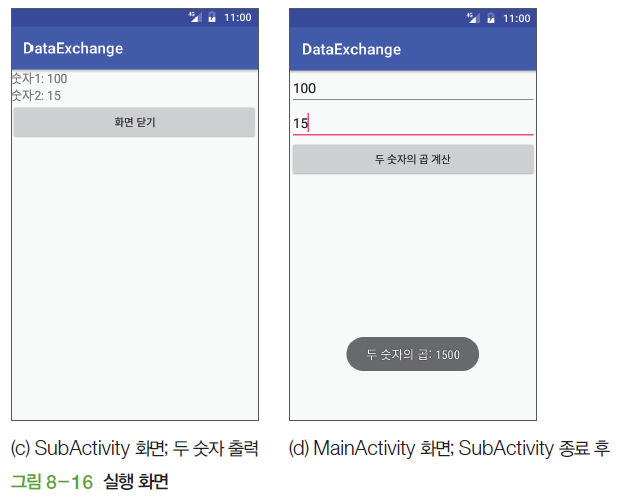 4G 11:00
DataExchange
숫자1: 100
숫자2: 15
화면 닫기
4G 11:00
DataExchange
100
15
두 숫자의 곱 계산
두 숫자의 곱: 1500
(c) SubActivity 화면; 두 숫자 출력
(d) MainActivity 화면; SubActivity 종료 후
그림 8-16 실행 화면